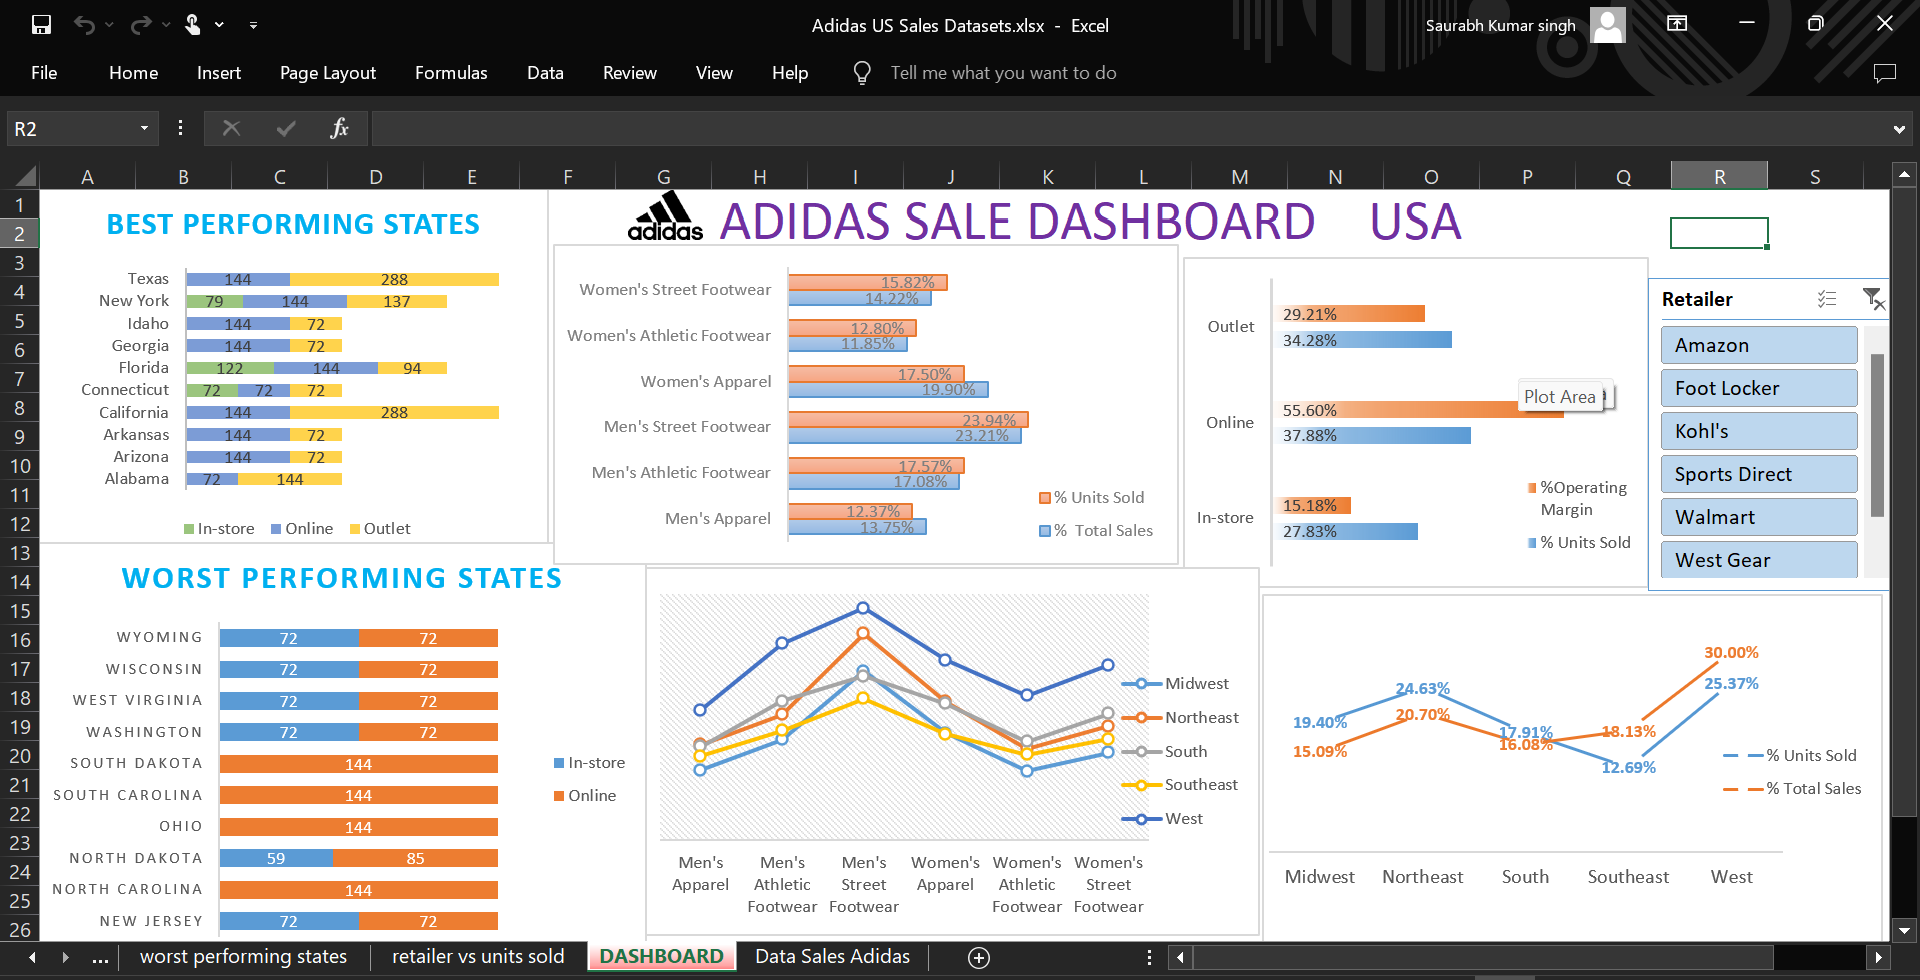 Adidas US Sales Datasets.xlsx - Excel
Saurabh Kumar singh
File Home Insert Page Layout Formulas Data Review View Help Tell me what you want to do
R2
fx
A B C D E F G H I J K L M N O P Q R S
1
2
3
4
5
6
7
8
9
10
11
12
13
14
15
16
17
18
19
20
21
22
23
24
25
26
BEST PERFORMING STATES
Texas 144 288
New York 79 144 137
Idaho 144 72
Georgia 144 72
Florida 122 144 94
Connecticut 72 72 72
California 144 288
Arkansas 144 72
Arizona 144 72
Alabama 72 144
In-store Online Outlet
adidas
ADIDAS SALE DASHBOARD USA
Women's Street Footwear 15.82%
14.22%
Women's Athletic Footwear 12.80%
11.85%
Women's Apparel 17.50%
19.90%
Men's Street Footwear 23.94%
23.21%
Men's Athletic Footwear 17.57%
17.08%
Men's Apparel 12.37%
13.75%
% Units Sold
% Total Sales
Outlet 29.21%
34.28%
Online 55.60%
37.88%
In-store 15.18%
27.83%
Plot Area
%Operating
Margin
% Units Sold
Retailer
Amazon
Foot Locker
Kohl's
Sports Direct
Walmart
West Gear
WORST PERFORMING STATES
WYOMING 72 72
WISCONSIN 72 72
WEST VIRGINIA 72 72
WASHINGTON 72 72
SOUTH DAKOTA 144
SOUTH CAROLINA 144
OHIO 144
NORTH DAKOTA 59 85
NORTH CAROLINA 144
NEW JERSEY 72 72
In-store
Online
Midwest
Northeast
South
Southeast
West
Men's Apparel
Men's Athletic Footwear
Men's Street Footwear
Women's Apparel
Women's Athletic Footwear
Women's Street Footwear
19.40% 24.63% 17.91% 12.69% 25.37%
15.09% 20.70% 16.08% 18.13% 30.00%
% Units Sold
% Total Sales
Midwest Northeast South Southeast West
... worst performing states retailer vs units sold DASHBOARD Data Sales Adidas